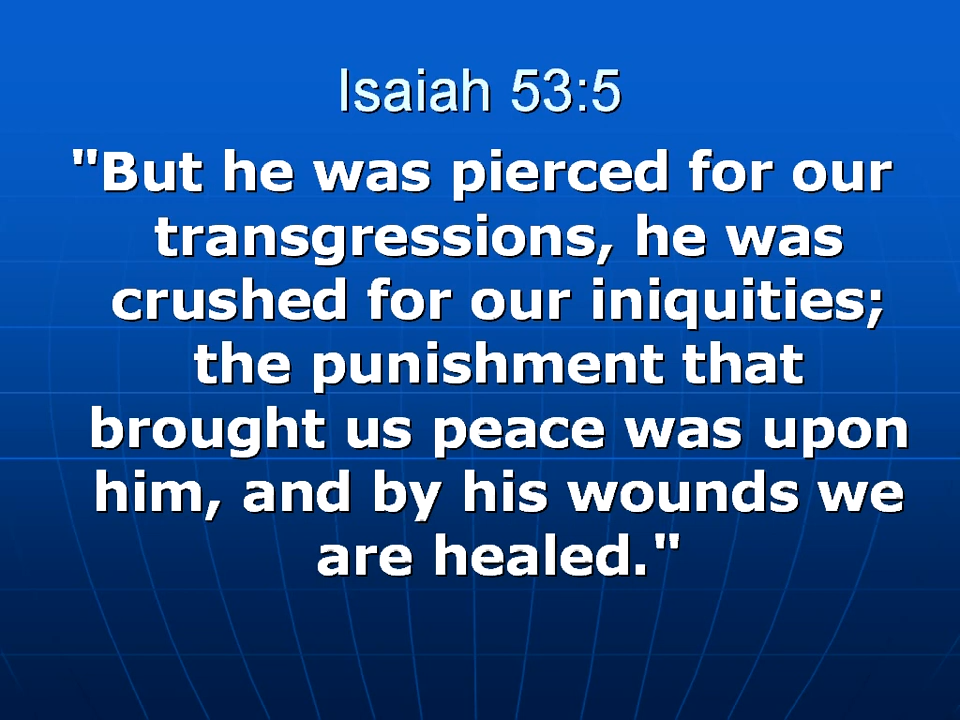 Isaiah 53:5
"But he was pierced for our
transgressions, he was
crushed for our iniquities;
the punishment that
brought us peace was upon
him, and by his wounds we
are healed."